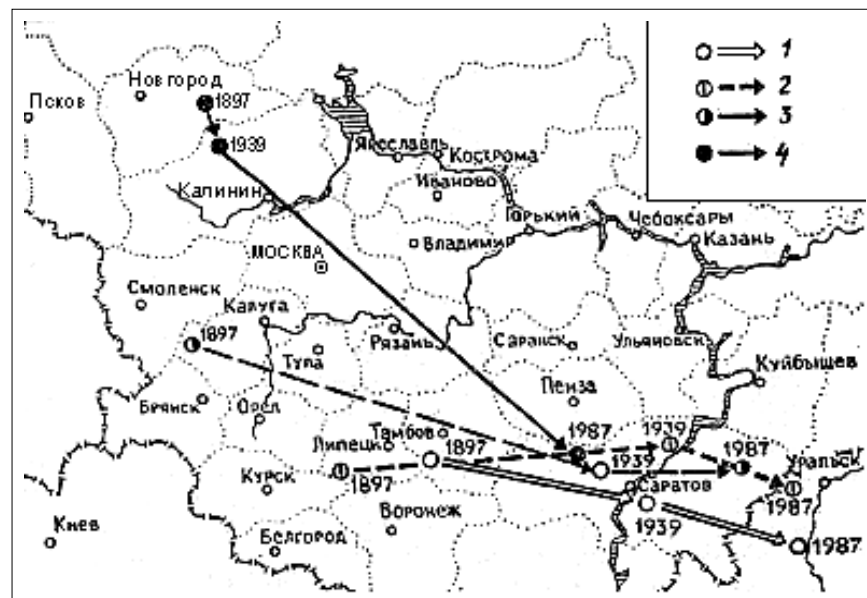 1
2
3
4
Новгород
Псков
1897
1939
Ярославль
Кострома
Калинин
Иваново
Горький
Чебоксары
Казань
Владимир
МОСКВА
Смоленск
Калуга
1897
Рязань
Тула
Саранск
Ульяновск
Куйбышев
Пенза
Брянск
Орел
Тамбов
Липецк
1897
1987
1939
1939
1987
Уральск
1897
Курск
Саратов
1987
Воронеж
1939
Киев
Белгород
1987